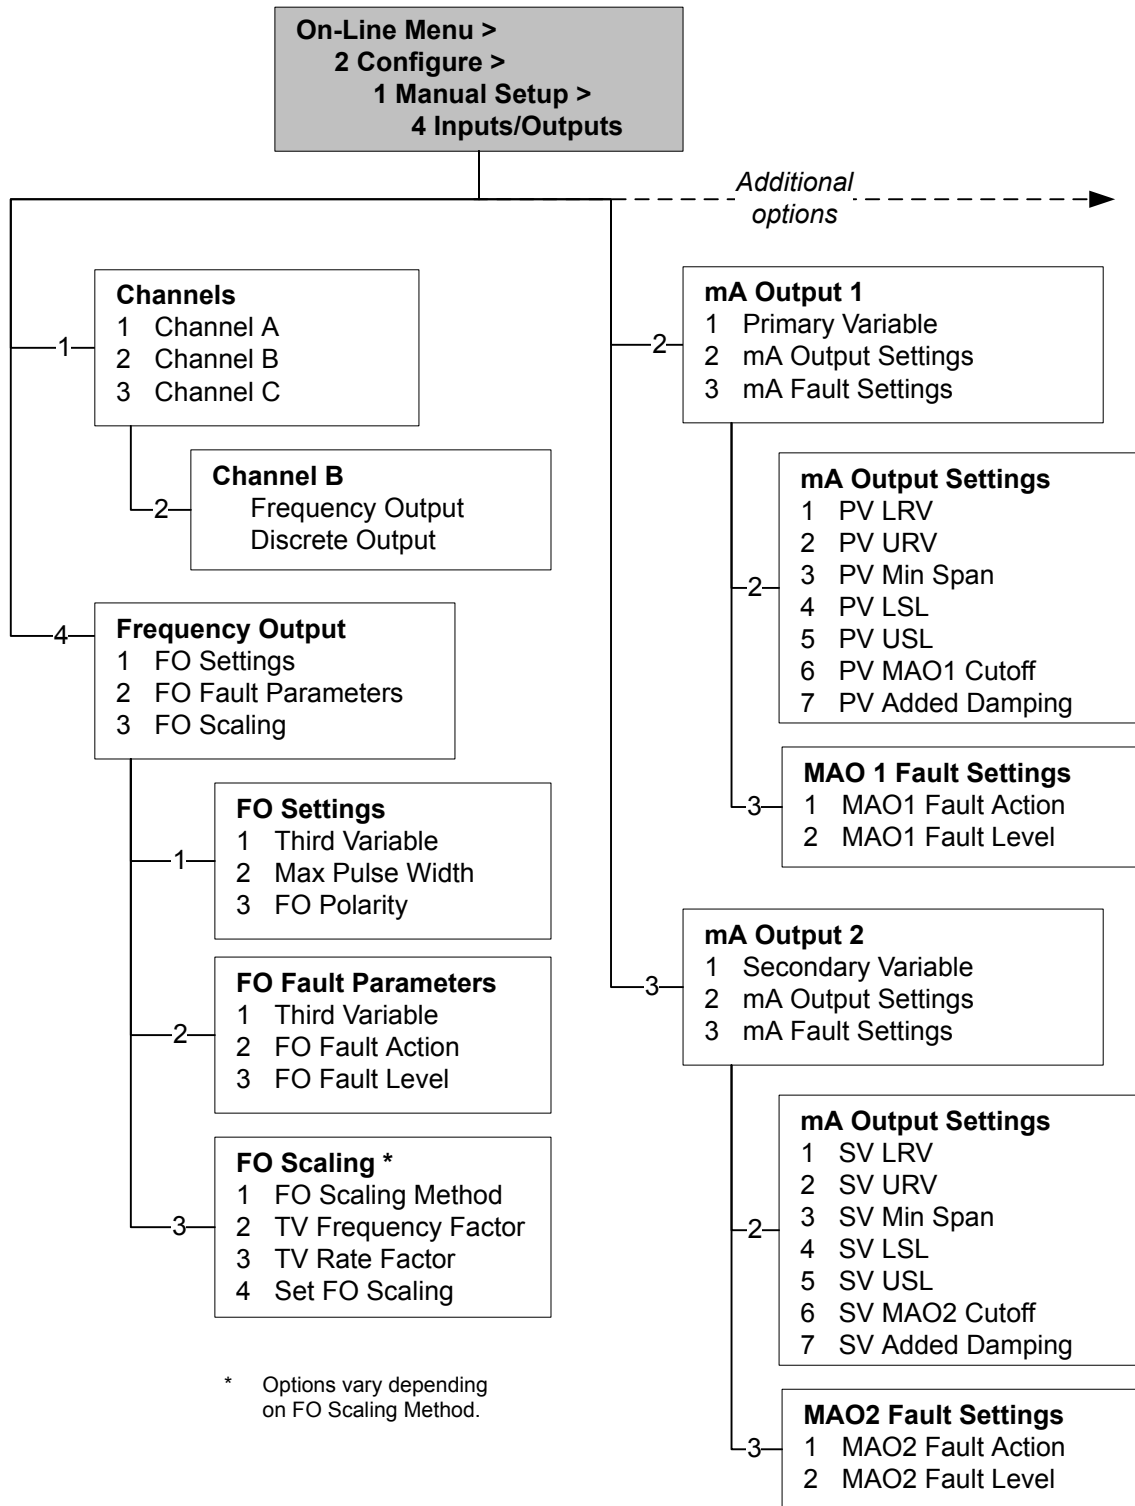 On-Line Menu >
2 Configure >
1 Manual Setup >
4 Inputs/Outputs
Additional
options
1
Channels
1 Channel A
2 Channel B
3 Channel C
2
Channel B
Frequency Output
Discrete Output
4
Frequency Output
1 FO Settings
2 FO Fault Parameters
3 FO Scaling
1
FO Settings
1 Third Variable
2 Max Pulse Width
3 FO Polarity
2
FO Fault Parameters
1 Third Variable
2 FO Fault Action
3 FO Fault Level
3
FO Scaling *
1 FO Scaling Method
2 TV Frequency Factor
3 TV Rate Factor
4 Set FO Scaling
* Options vary depending
on FO Scaling Method.
2
mA Output 1
1 Primary Variable
2 mA Output Settings
3 mA Fault Settings
2
mA Output Settings
1 PV LRV
2 PV URV
3 PV Min Span
4 PV LSL
5 PV USL
6 PV MAO1 Cutoff
7 PV Added Damping
3
MAO 1 Fault Settings
1 MAO1 Fault Action
2 MAO1 Fault Level
3
mA Output 2
1 Secondary Variable
2 mA Output Settings
3 mA Fault Settings
2
mA Output Settings
1 SV LRV
2 SV URV
3 SV Min Span
4 SV LSL
5 SV USL
6 SV MAO2 Cutoff
7 SV Added Damping
3
MAO2 Fault Settings
1 MAO2 Fault Action
2 MAO2 Fault Level